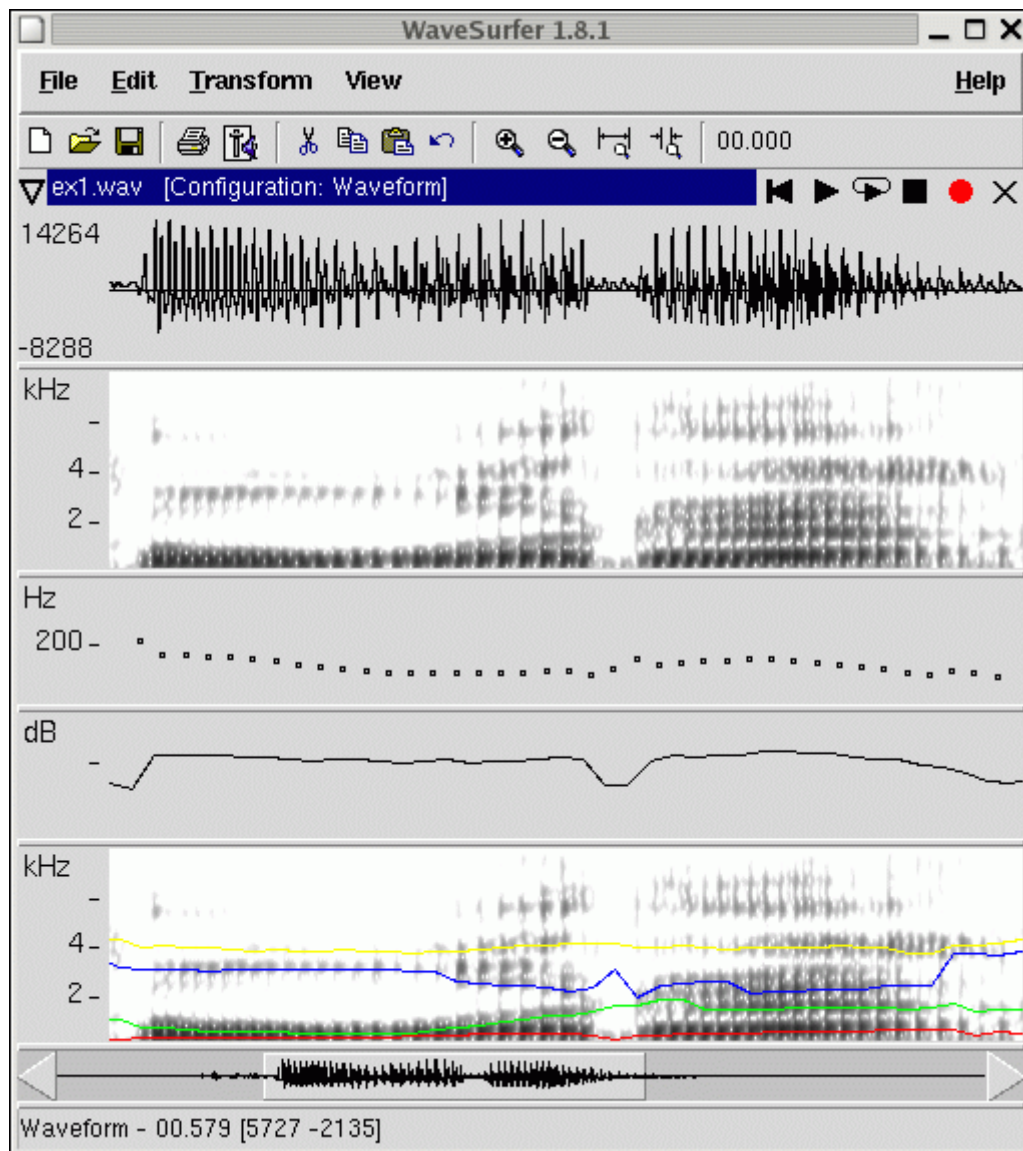 WaveSurfer 1.8.1
File Edit Transform View Help
00.000
ex1.wav [Configuration: Waveform]
14264
-8288
kHz
4
2
Hz
200
dB
kHz
4
2
Waveform - 00.579 [5727 -2135]